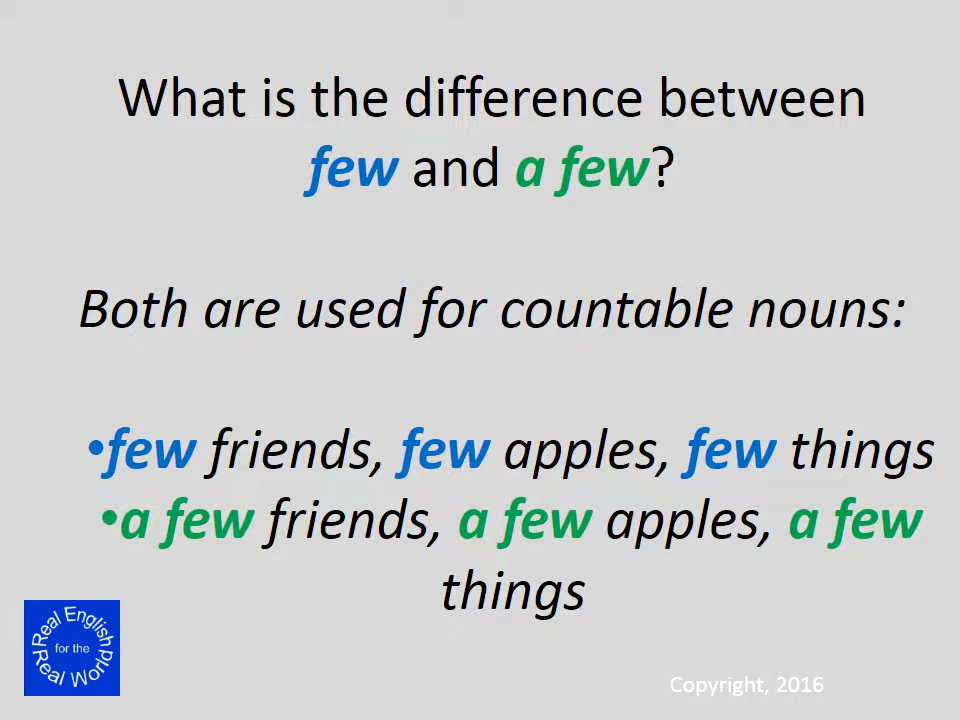 What is the difference between
few and a few?
Both are used for countable nouns:
•few friends, few apples, few things
•a few friends, a few apples, a few
things
Real English
for the
Real World
Copyright, 2016